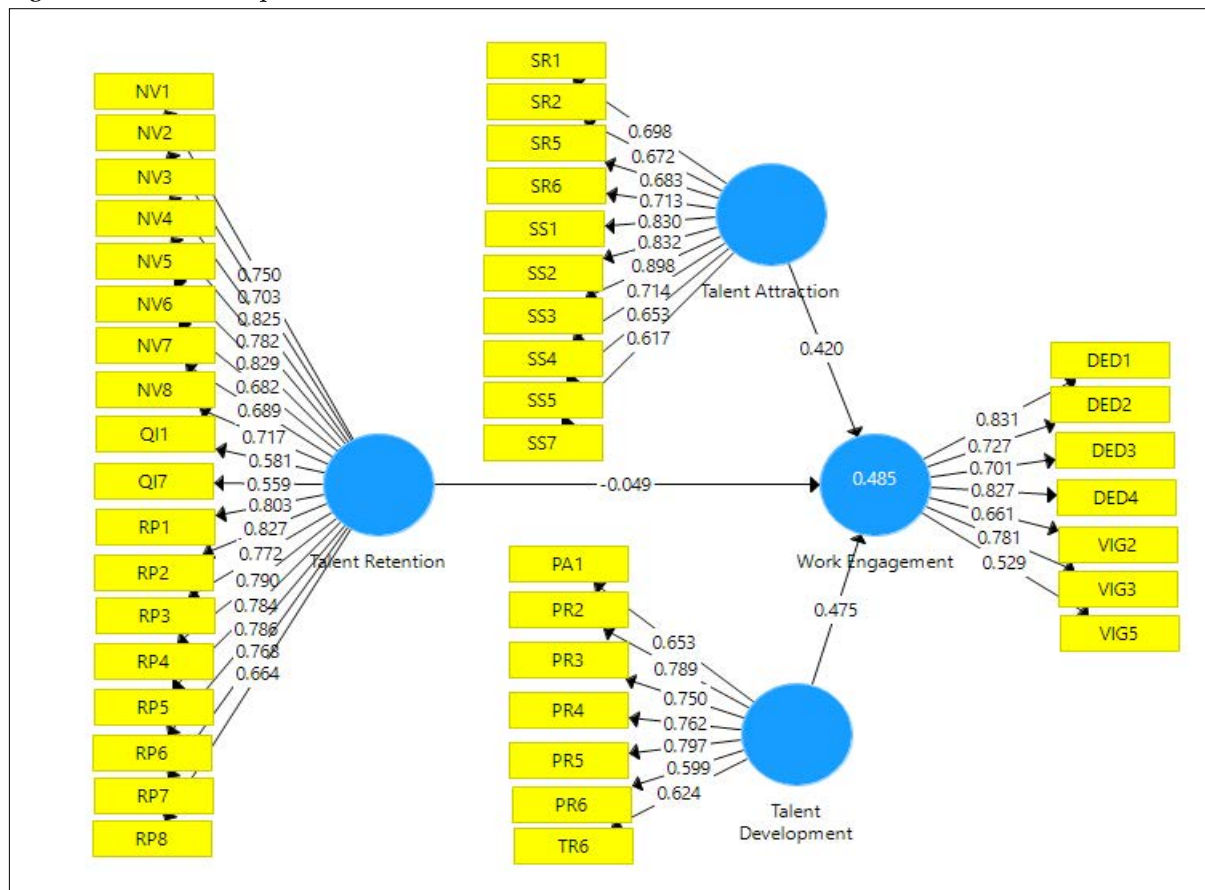 NV1
NV2
NV3
NV4
NV5
NV6
NV7
NV8
QI1
QI7
RP1
RP2
RP3
RP4
RP5
RP6
RP7
RP8
0.750
0.703
0.825
0.782
0.829
0.682
0.689
0.717
0.581
0.559
0.803
0.827
0.772
0.790
0.784
0.786
0.768
0.664
Talent Retention
SR1
SR2
SR5
SR6
SS1
SS2
SS3
SS4
SS5
SS7
0.698
0.672
0.683
0.713
0.830
0.832
0.898
0.714
0.653
0.617
Talent Attraction
0.420
-0.049
0.475
PA1
PR2
PR3
PR4
PR5
PR6
TR6
0.653
0.789
0.750
0.762
0.797
0.599
0.624
Talent
Development
0.485
Work Engagement
0.831
0.727
0.701
0.827
0.661
0.781
0.529
DED1
DED2
DED3
DED4
VIG2
VIG3
VIG5